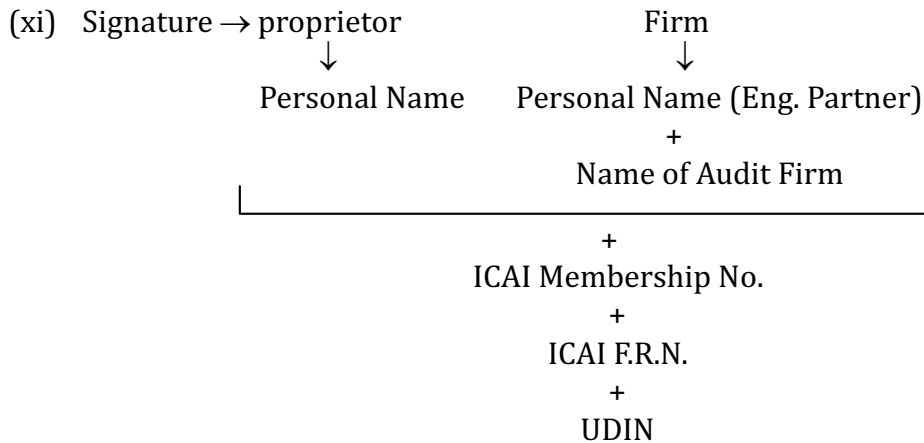 (xi) Signature → proprietor Firm
↓ ↓
Personal Name Personal Name (Eng. Partner)
+
Name of Audit Firm
+
ICAI Membership No.
+
ICAI F.R.N.
+
UDIN